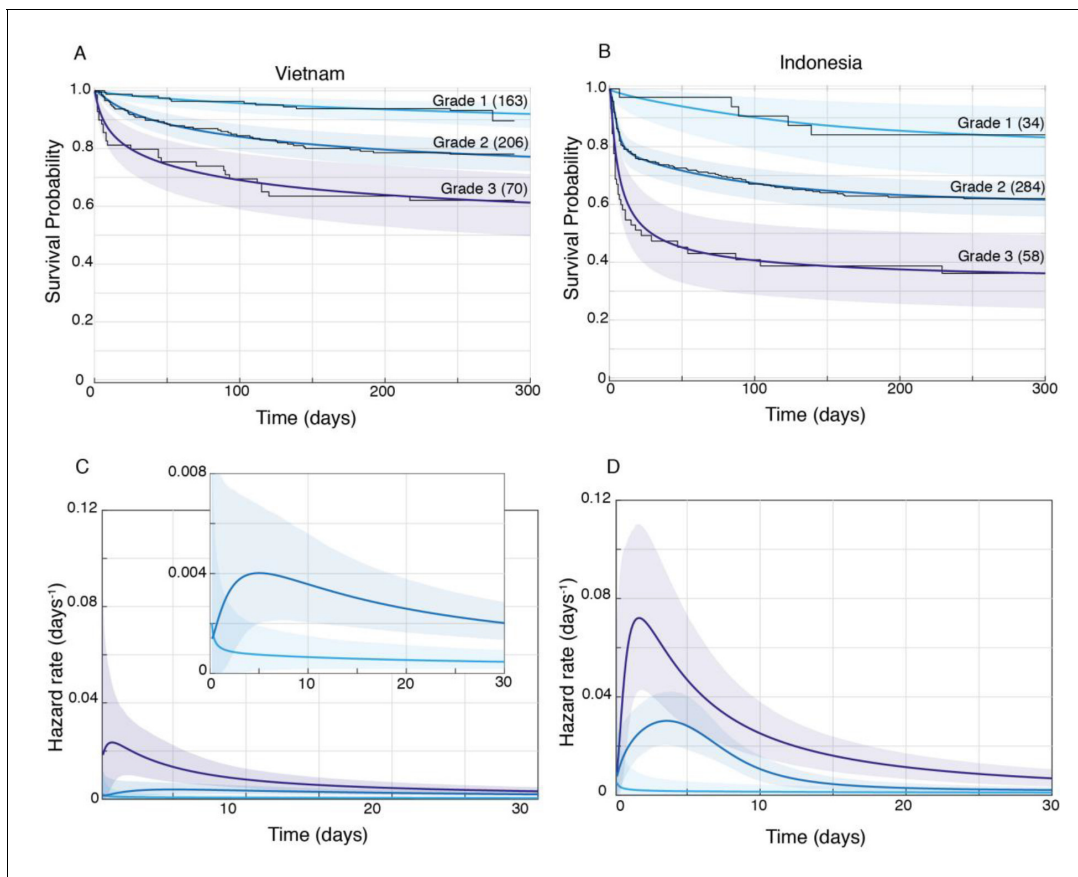 A
Vietnam
1.0
0.8
0.6
0.4
0.2
0
Survival Probability
Grade 1 (163)
Grade 2 (206)
Grade 3 (70)
0 100 200 300
Time (days)
B
Indonesia
1.0
0.8
0.6
0.4
0.2
0
Survival Probability
Grade 1 (34)
Grade 2 (284)
Grade 3 (58)
0 100 200 300
Time (days)
C
0.12
0.08
0.04
0
Hazard rate (days⁻¹)
0.008
0.004
0
0 10 20 30
10 20 30
Time (days)
D
0.12
0.08
0.04
0
Hazard rate (days⁻¹)
0 10 20 30
Time (days)